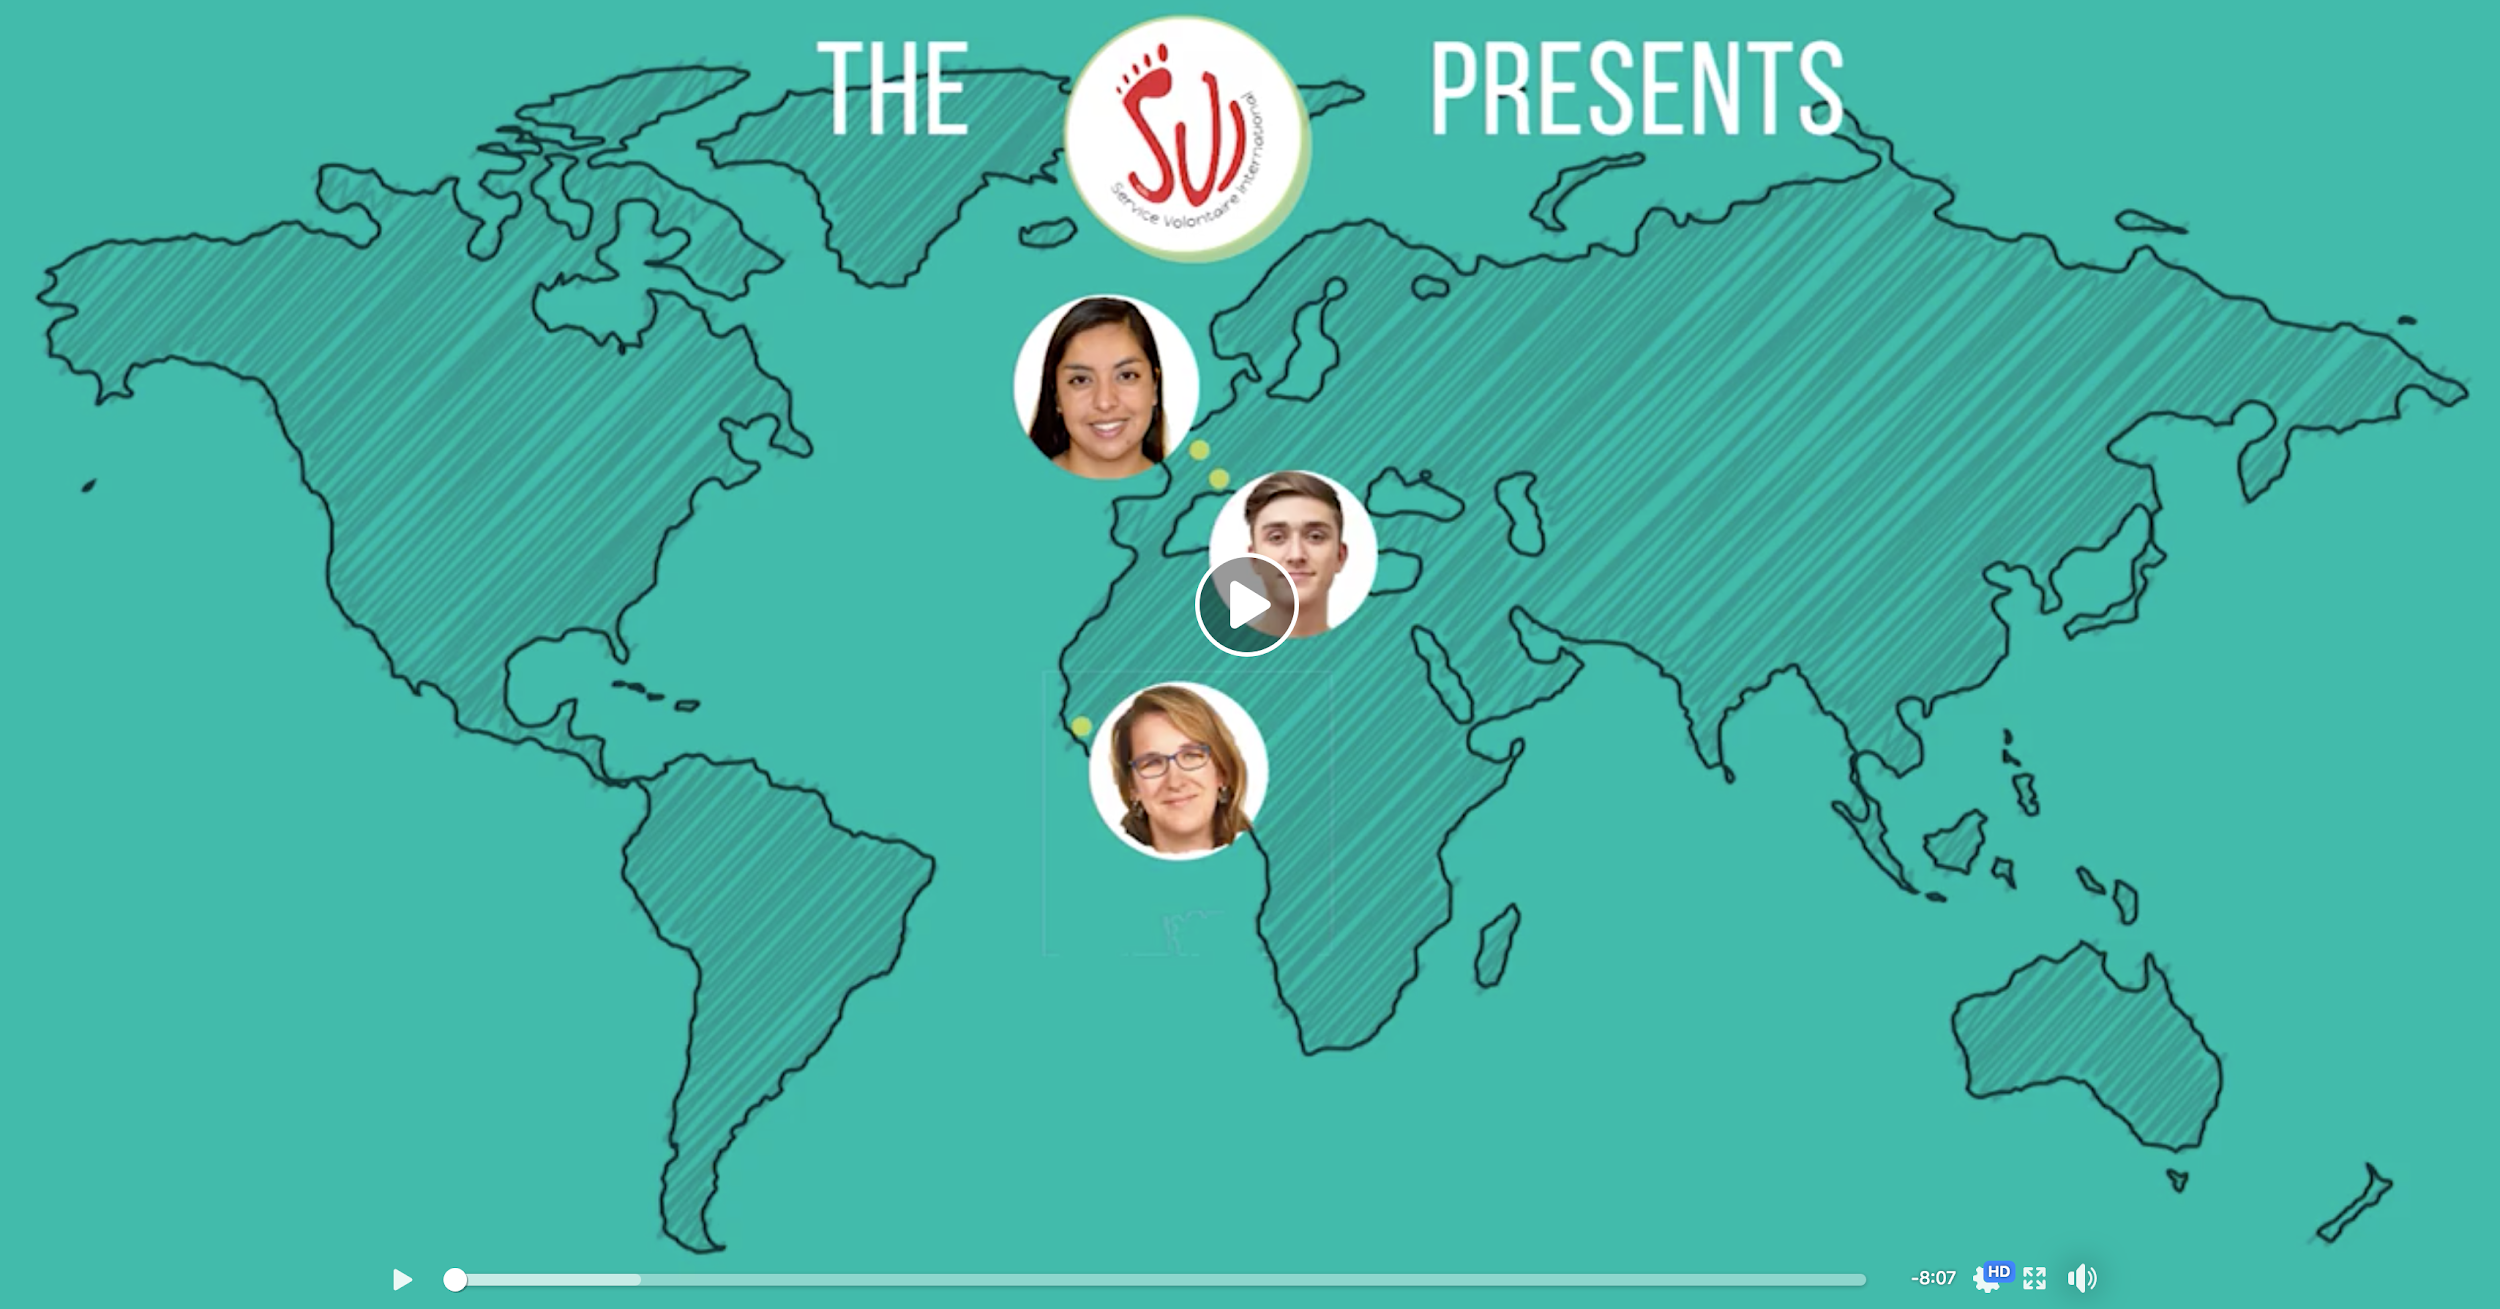 THE
SVI
Service Volontaire International
PRESENTS
-8:07
HD